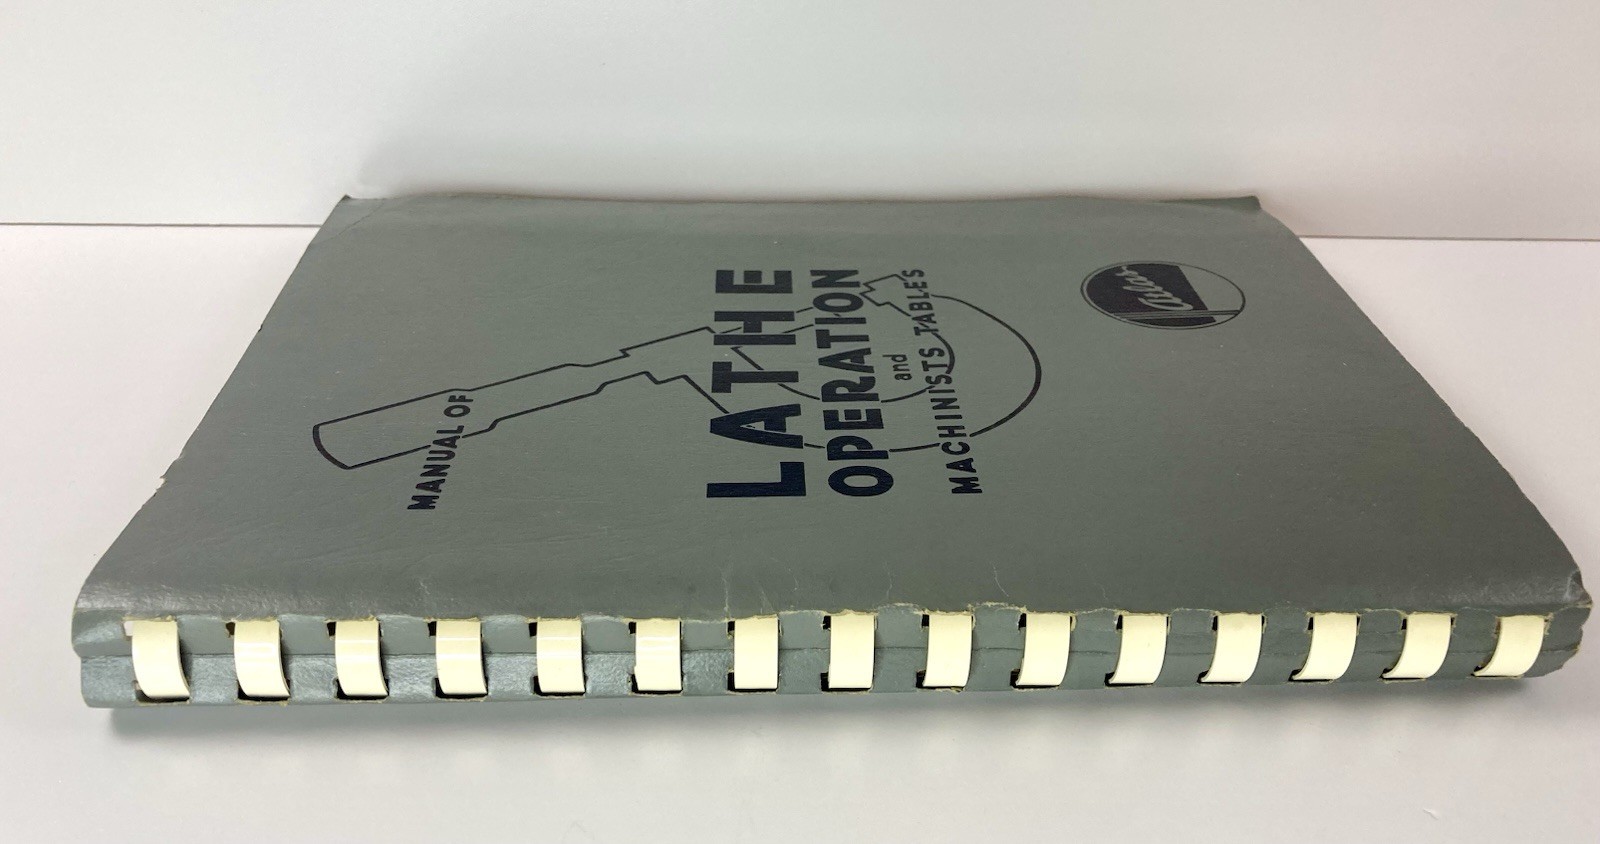 MANUAL OF
LATHE
OPERATION
and
MACHINISTS TABLES
Atlas